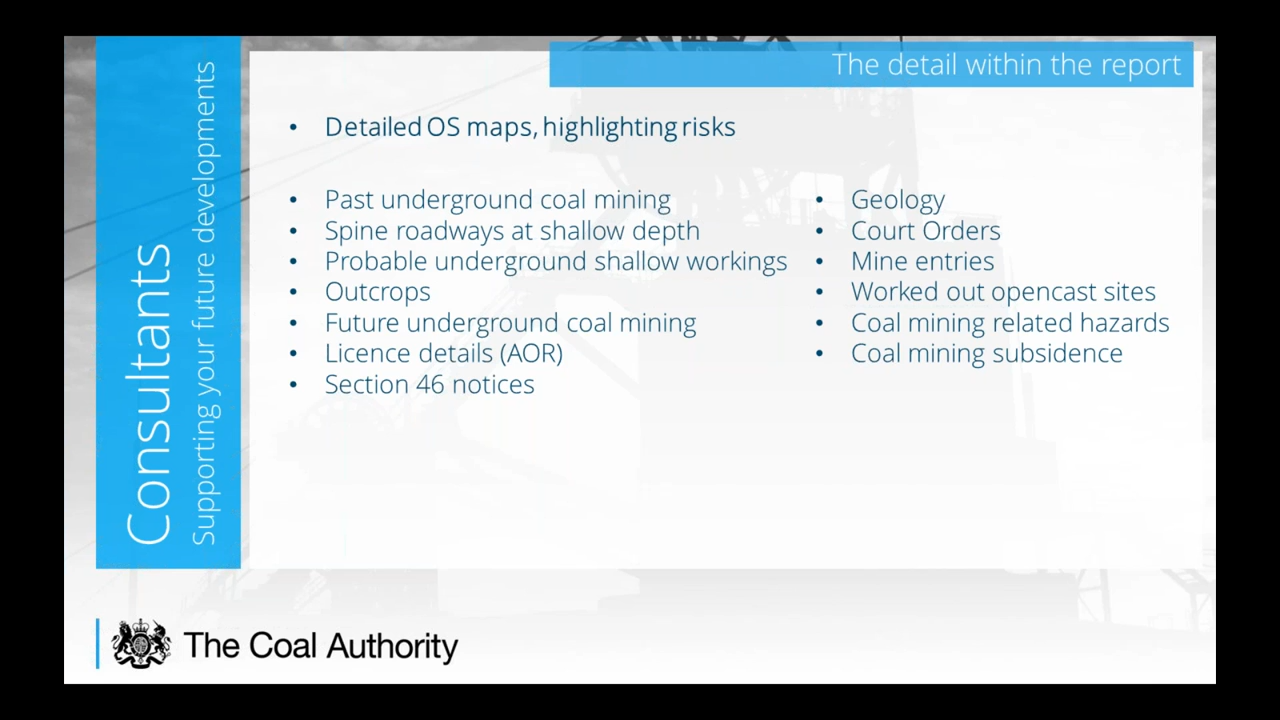 The detail within the report
Consultants
Supporting your future developments
• Detailed OS maps, highlighting risks
• Past underground coal mining
• Spine roadways at shallow depth
• Probable underground shallow workings
• Outcrops
• Future underground coal mining
• Licence details (AOR)
• Section 46 notices
• Geology
• Court Orders
• Mine entries
• Worked out opencast sites
• Coal mining related hazards
• Coal mining subsidence
The Coal Authority